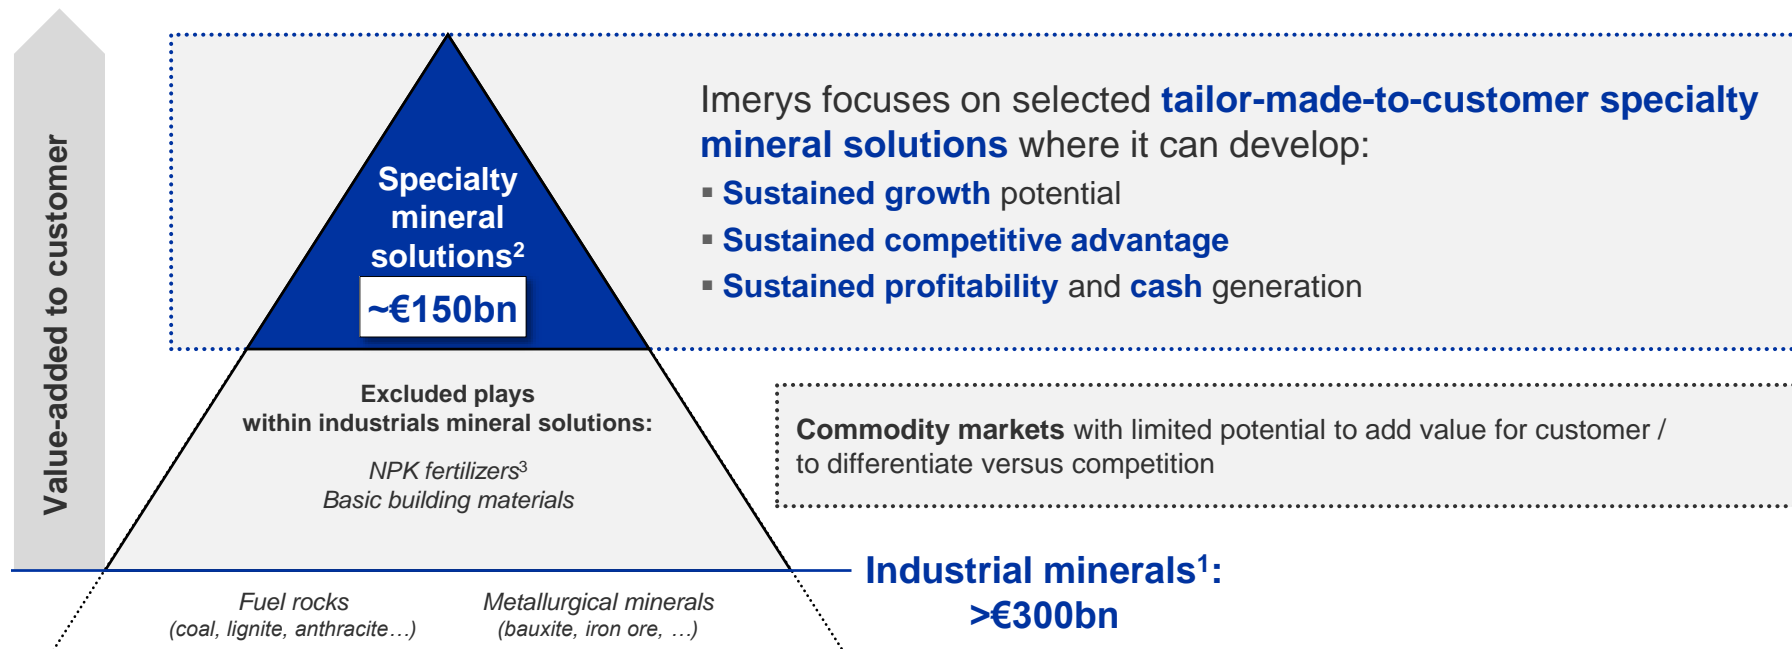 Value-added to customer
Specialty
mineral
solutions²
~€150bn
Imerys focuses on selected tailor-made-to-customer specialty
mineral solutions where it can develop:
▪ Sustained growth potential
▪ Sustained competitive advantage
▪ Sustained profitability and cash generation
Excluded plays
within industrials mineral solutions:
NPK fertilizers³
Basic building materials
Commodity markets with limited potential to add value for customer /
to differentiate versus competition
Industrial minerals¹:
>€300bn
Fuel rocks
(coal, lignite, anthracite…)
Metallurgical minerals
(bauxite, iron ore, …)